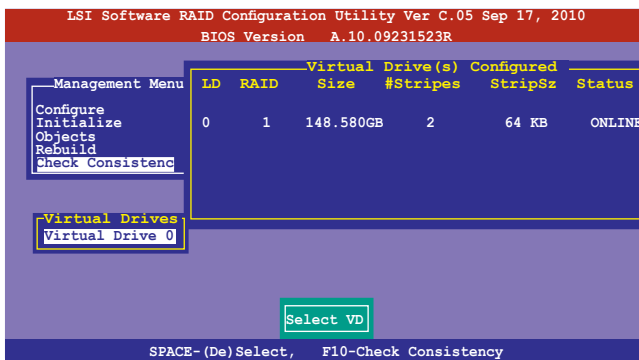 LSI Software RAID Configuration Utility Ver C.05 Sep 17, 2010
BIOS Version A.10.09231523R
Management Menu
Configure
Initialize
Objects
Rebuild
Check Consistenc
Virtual Drive(s) Configured
LD RAID Size #Stripes StripSz Status
0 1 148.580GB 2 64 KB ONLINE
Virtual Drives
Virtual Drive 0
Select VD
SPACE-(De)Select, F10-Check Consistency